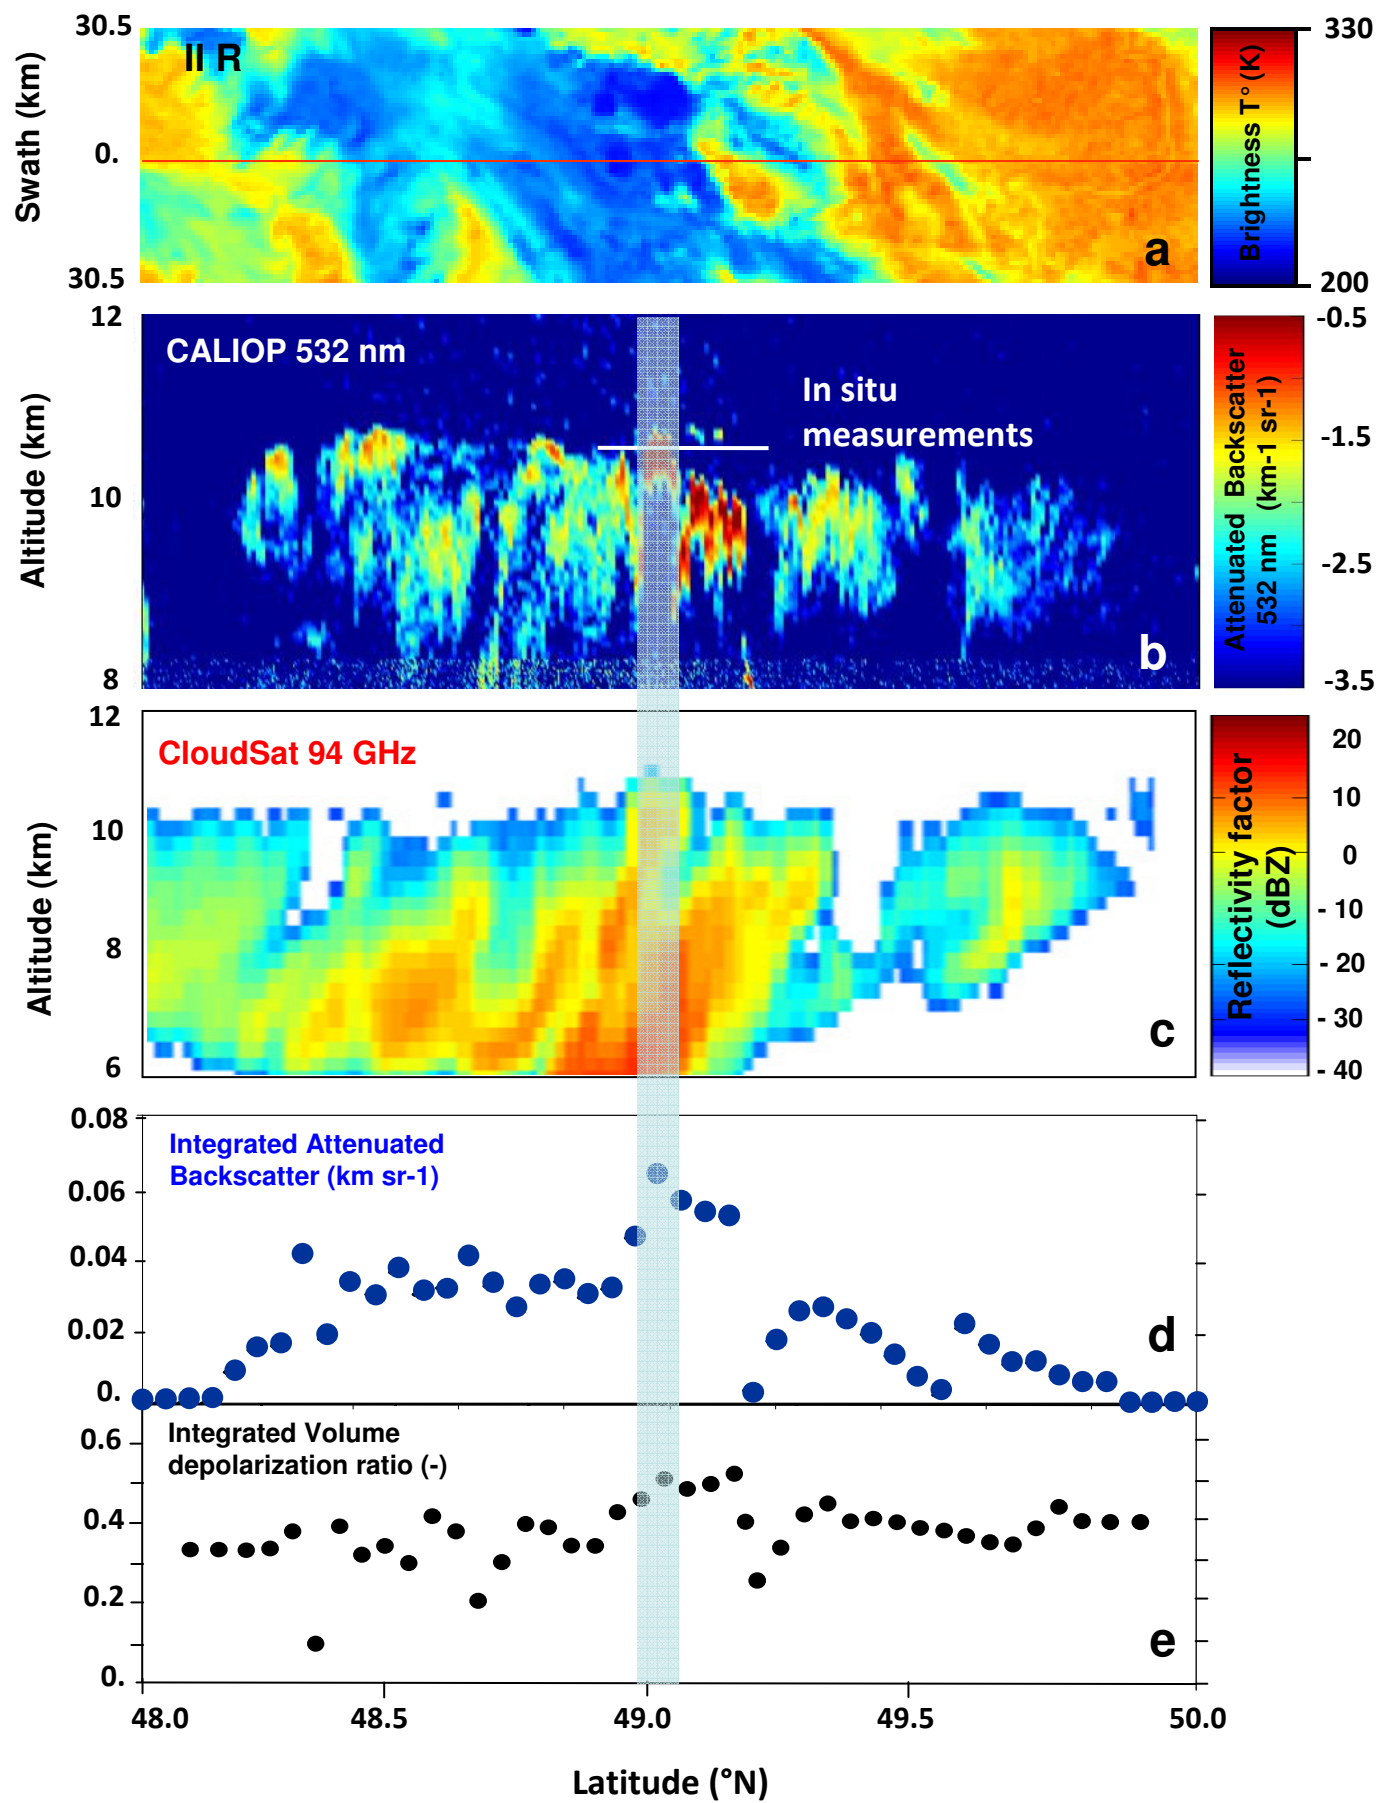 30.5
II R
0.
30.5
Swath (km)
a
330
Brightness T° (K)
200
12
CALIOP 532 nm
In situ
measurements
10
8
Altitude (km)
b
-0.5
-1.5
-2.5
-3.5
Attenuated Backscatter
532 nm (km-1 sr-1)
12
CloudSat 94 GHz
10
8
6
Altitude (km)
c
20
10
0
- 10
- 20
- 30
- 40
Reflectivity factor
(dBZ)
0.08
Integrated Attenuated
Backscatter (km sr-1)
0.06
0.04
0.02
0.
d
Integrated Volume
depolarization ratio (-)
0.6
0.4
0.2
0.
e
48.0 48.5 49.0 49.5 50.0
Latitude (°N)